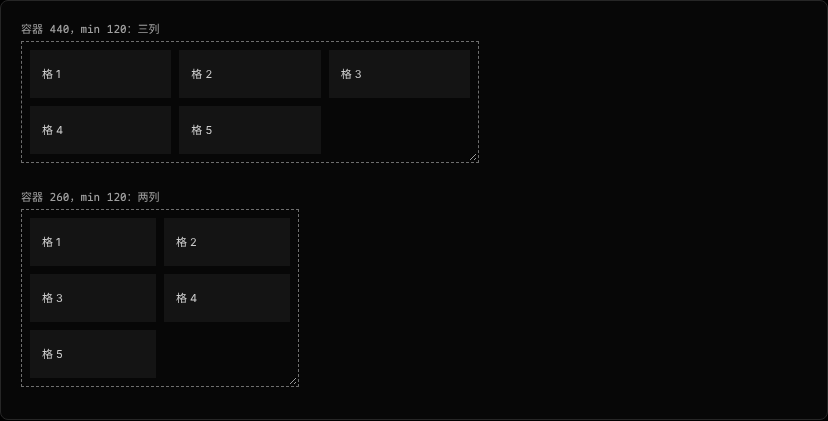 容器 440，min 120：三列
格 1
格 2
格 3
格 4
格 5
容器 260，min 120：两列
格 1
格 2
格 3
格 4
格 5